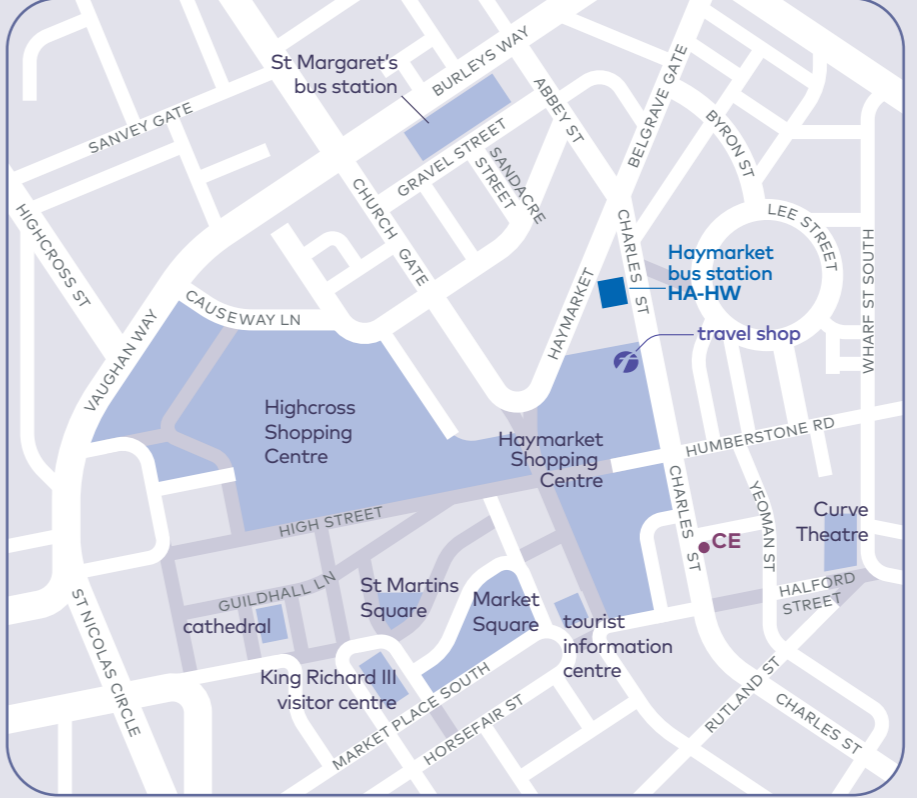 St Margaret's
bus station
BURLEYS WAY
ABBEY ST
BELGRAVE GATE
SANVEY GATE
GRAVEL STREET
SANDACRE
STREET
BYRON ST
HIGHCROSS ST
CHURCH GATE
LEE STREET
CHARLES ST
Haymarket
bus station
HA-HW
WHARF ST SOUTH
CAUSEWAY LN
HAYMARKET
travel shop
VAUGHAN WAY
Highcross
Shopping
Centre
Haymarket
Shopping
Centre
HUMBERSTONE RD
CHARLES ST
YEOMAN ST
Curve
Theatre
HIGH STREET
CE
GUILDHALL LN
St Martins
Square
Market
Square
HALFORD
STREET
ST NICOLAS CIRCLE
cathedral
tourist
information
centre
King Richard III
visitor centre
MARKET PLACE SOUTH
HORSEFAIR ST
RUTLAND ST
CHARLES ST